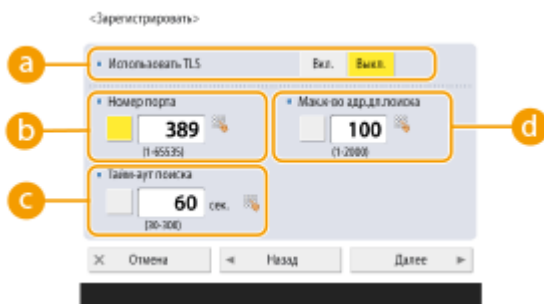 <Зарегистрировать>
a
Использовать TLS Вкл. Выкл.
b
Номер порта
389
(1-65535)
Макк-во адр.дл.поиска
100
(1-2000)
d
c
Тайм-аут поиска
60 сек.
(30-300)
Отмена Назад Далее